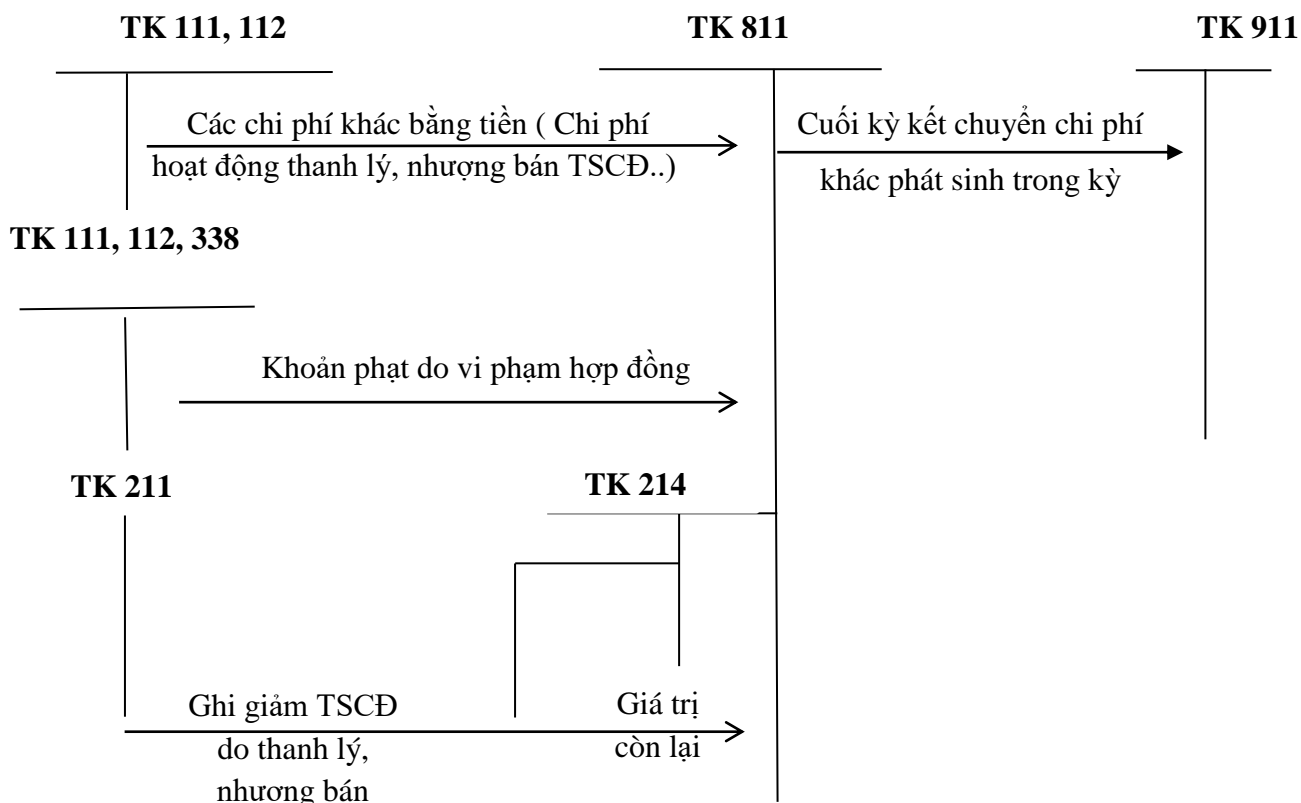 TK 111, 112
TK 811
TK 911
Các chi phí khác bằng tiền ( Chi phí
hoạt động thanh lý, nhượng bán TSCĐ..)
Cuối kỳ kết chuyển chi phí
khác phát sinh trong kỳ
TK 111, 112, 338
Khoản phạt do vi phạm hợp đồng
TK 211
TK 214
Ghi giảm TSCĐ
do thanh lý,
nhượng bán
Giá trị
còn lại